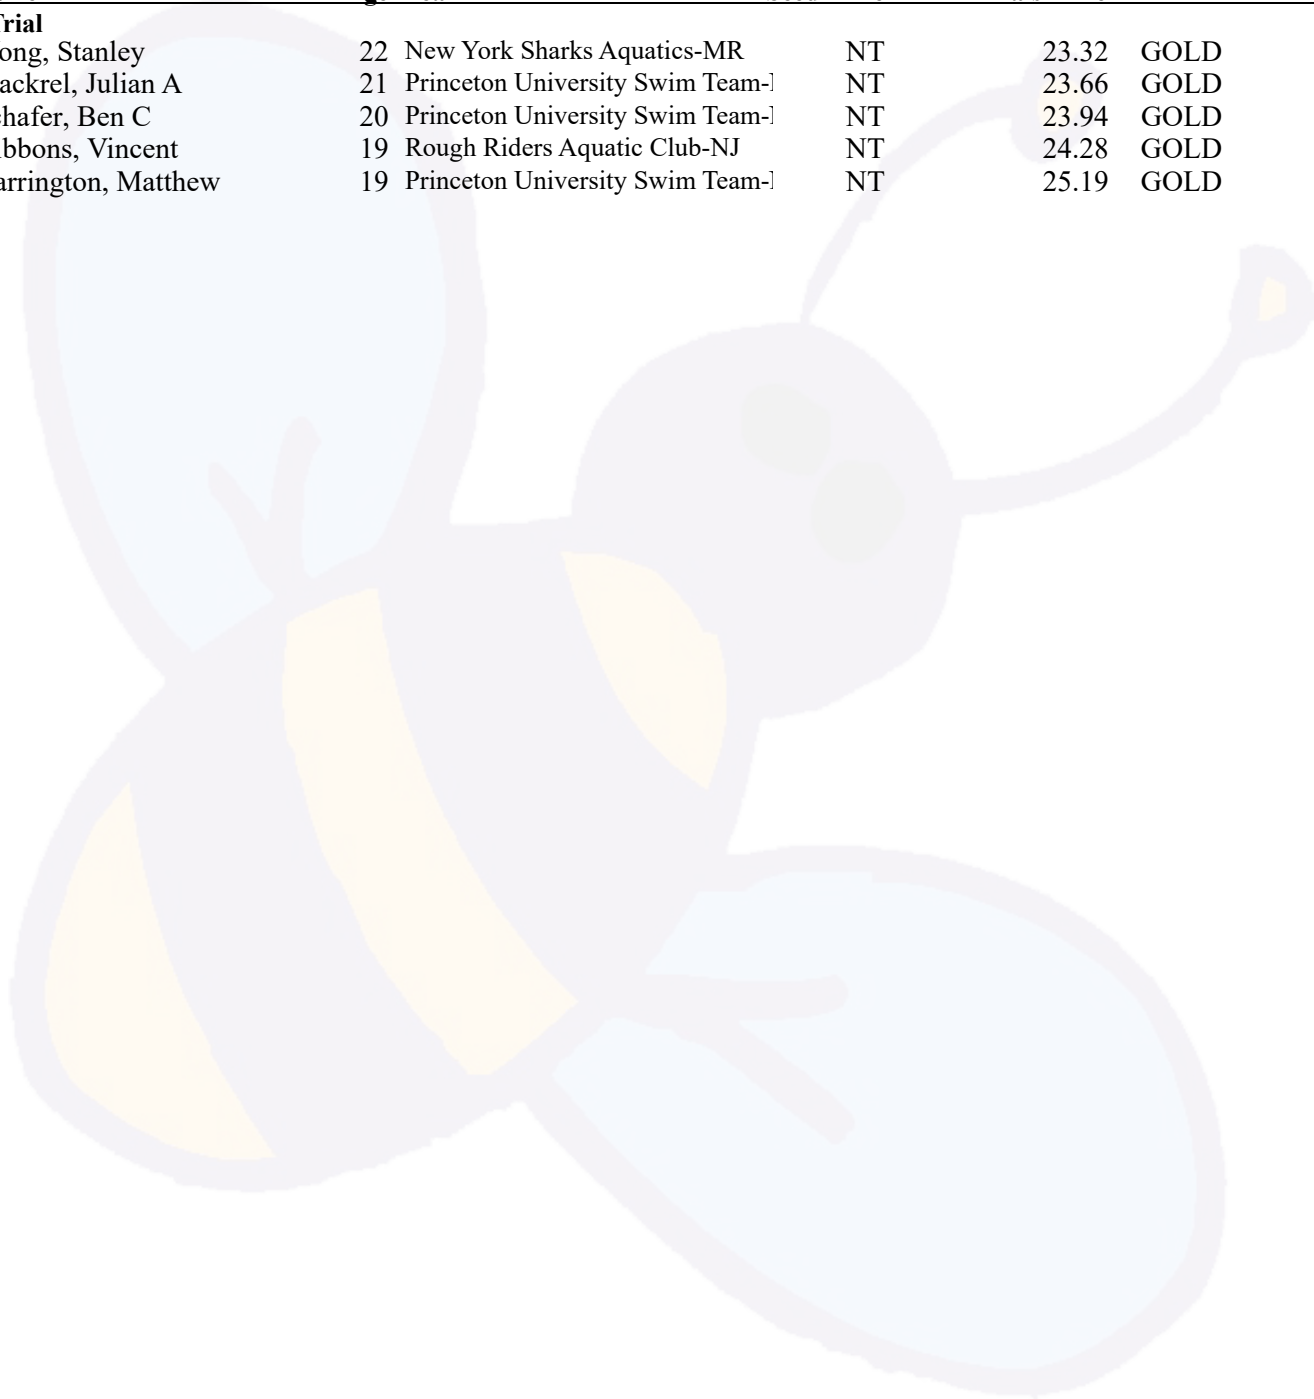 Trial
ong, Stanley 22 New York Sharks Aquatics-MR NT 23.32 GOLD
ackrel, Julian A 21 Princeton University Swim Team- NT 23.66 GOLD
hafer, Ben C 20 Princeton University Swim Team- NT 23.94 GOLD
bbons, Vincent 19 Rough Riders Aquatic Club-NJ NT 24.28 GOLD
arrington, Matthew 19 Princeton University Swim Team- NT 25.19 GOLD